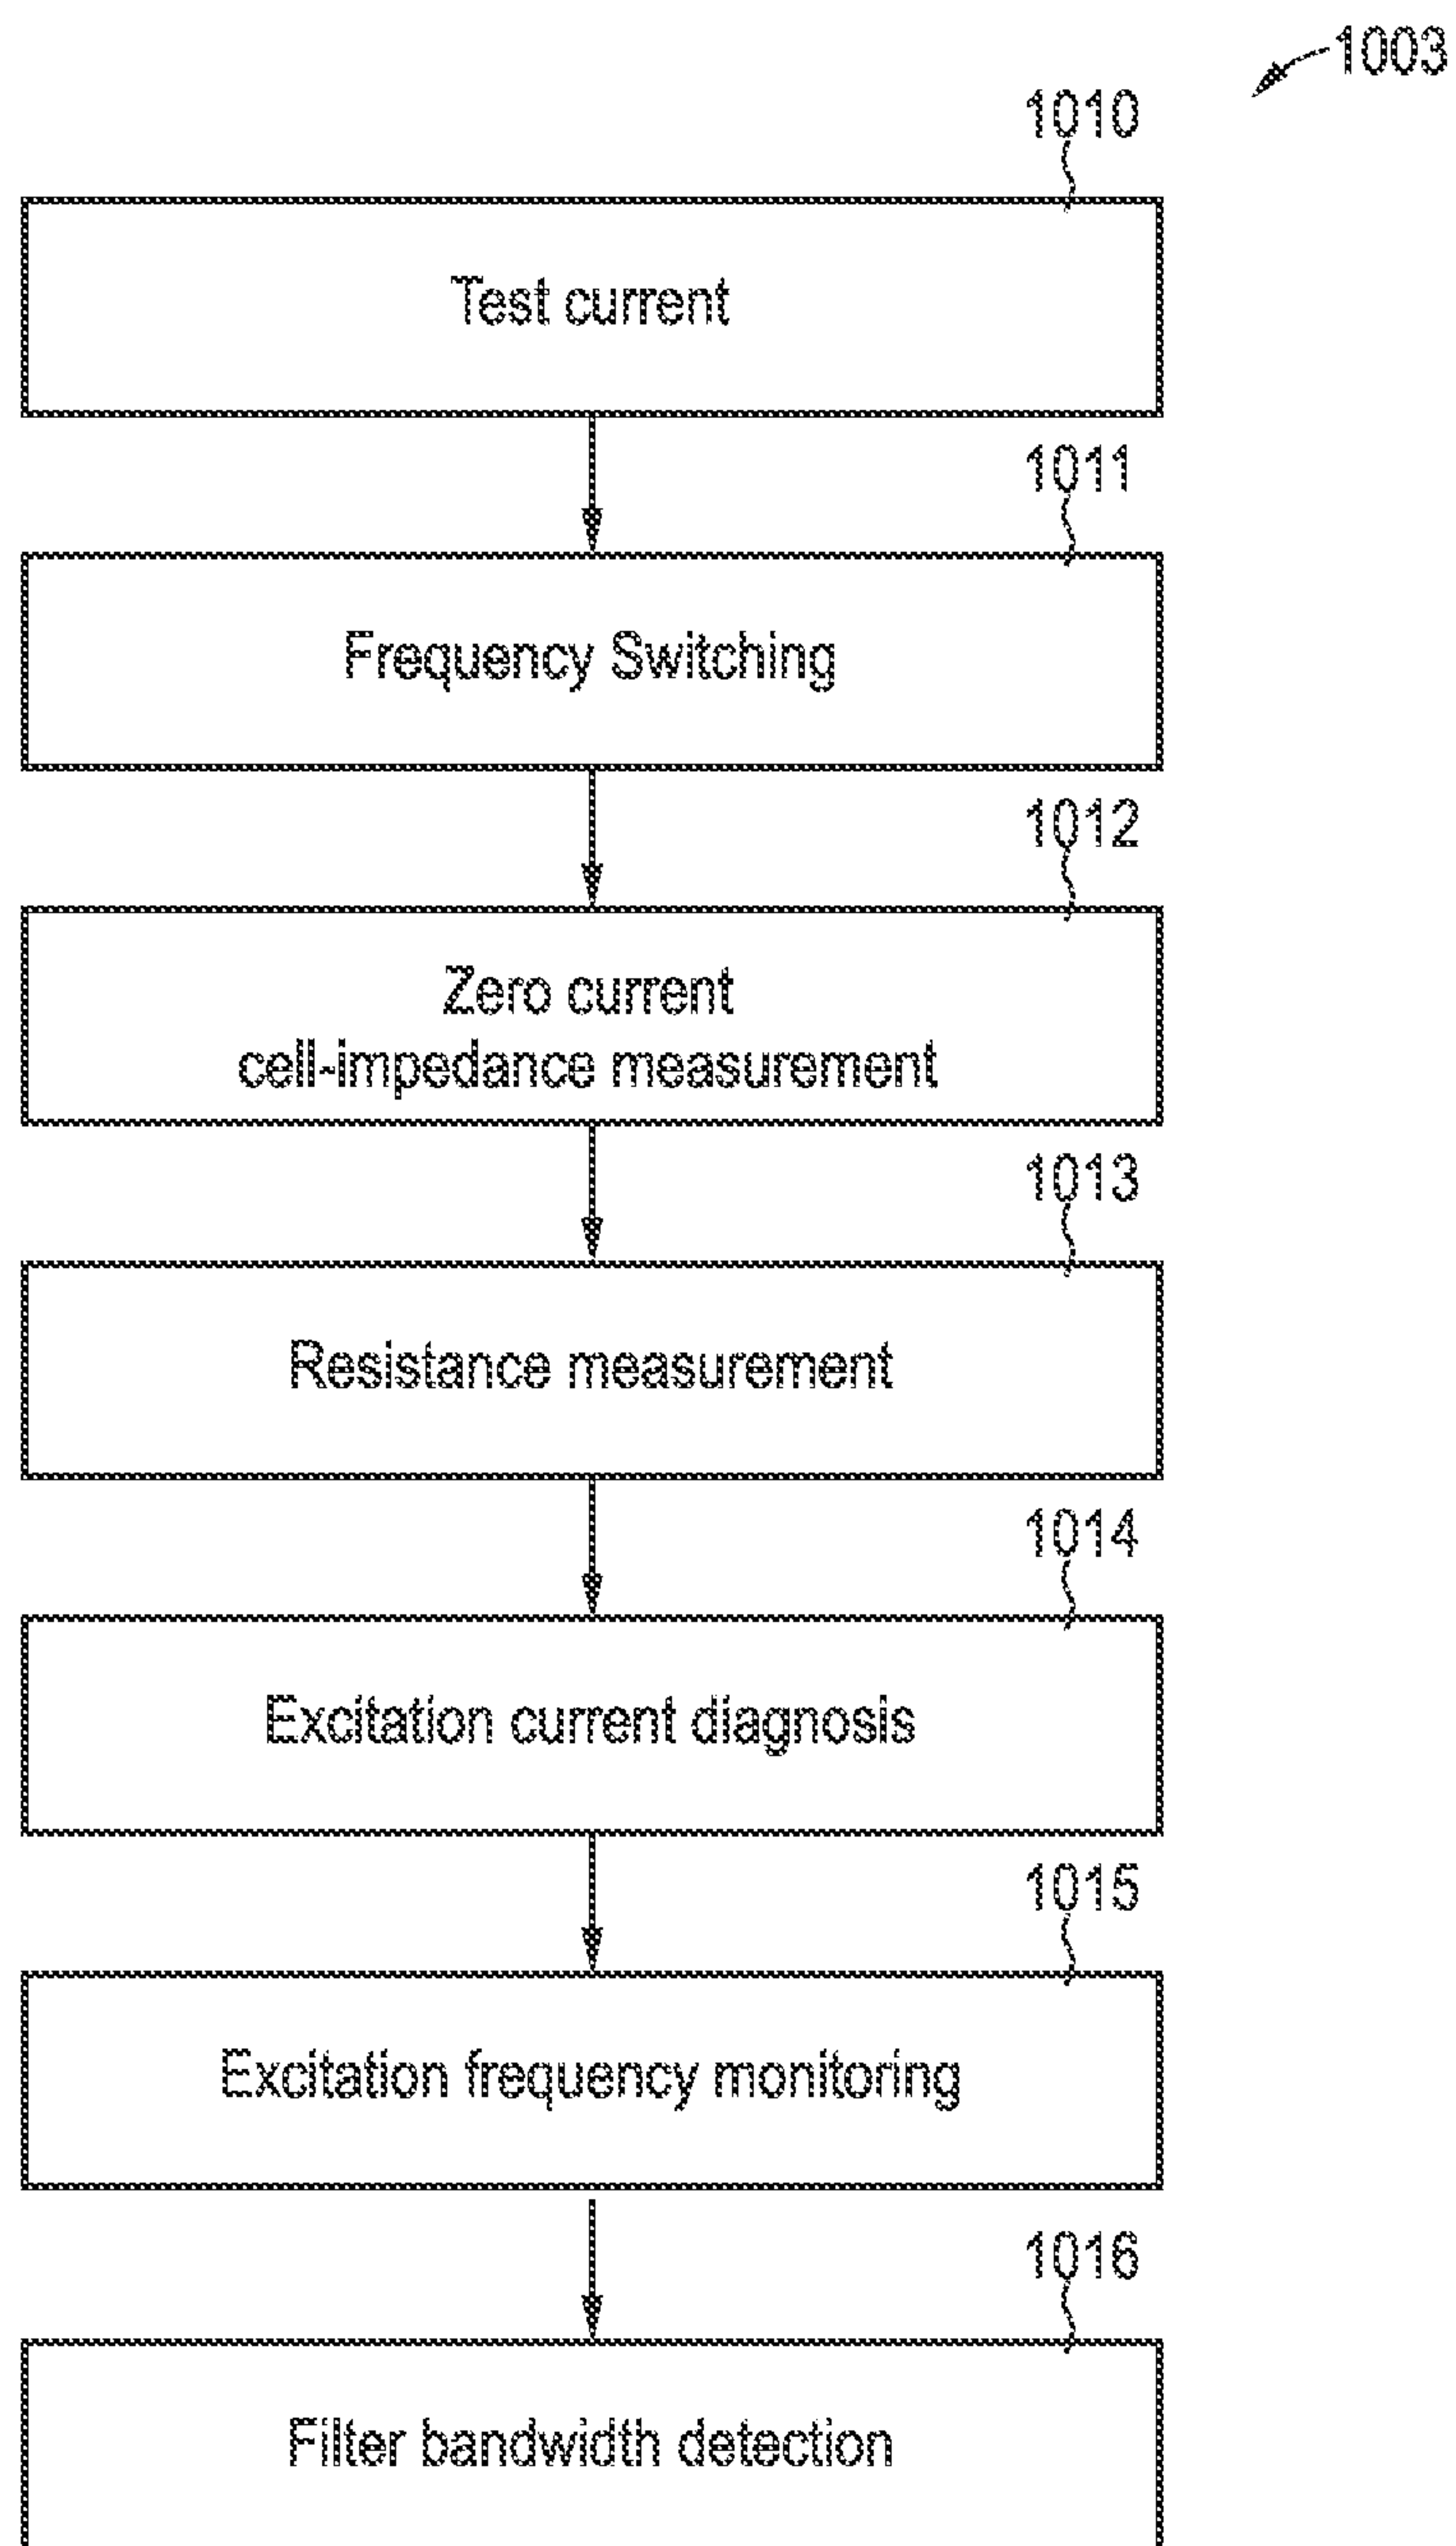 1003
1010
Test current
1011
Frequency Switching
1012
Zero current
cell-impedance measurement
1013
Resistance measurement
1014
Excitation current diagnosis
1015
Excitation frequency monitoring
1016
Filter bandwidth detection